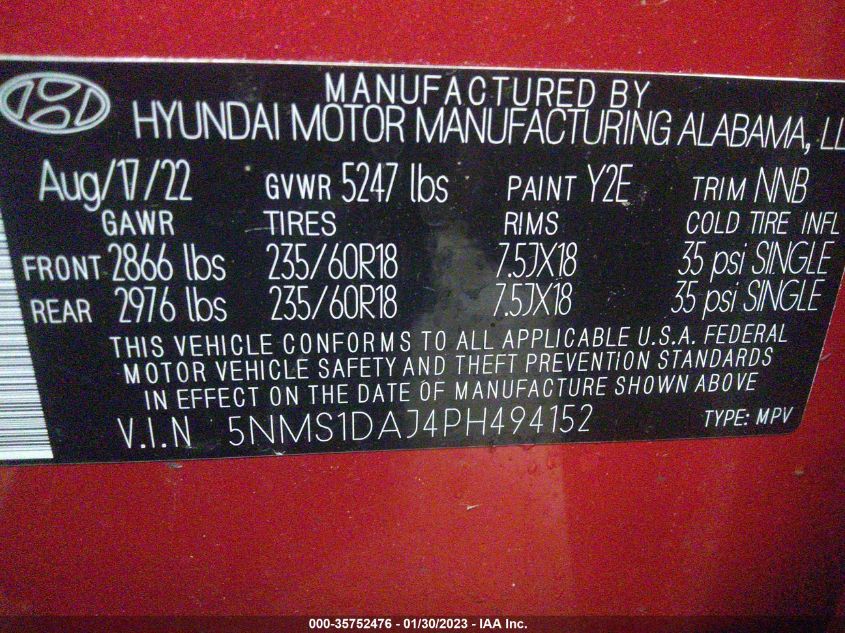 MANUFACTURED BY
HYUNDAI MOTOR MANUFACTURING ALABAMA, LL
Aug/17/22 GVWR 5247 lbs PAINT Y2E TRIM NNB
GAWR TIRES RIMS COLD TIRE INFL
FRONT 2866 lbs 235/60R18 7.5JX18 35 psi SINGLE
REAR 2976 lbs 235/60R18 7.5JX18 35 psi SINGLE
THIS VEHICLE CONFORMS TO ALL APPLICABLE U.S.A. FEDERAL
MOTOR VEHICLE SAFETY AND THEFT PREVENTION STANDARDS
IN EFFECT ON THE DATE OF MANUFACTURE SHOWN ABOVE
V.I.N 5NMS1DAJ4PH494152 TYPE: MPV
000-35752476 - 01/30/2023 - IAA Inc.